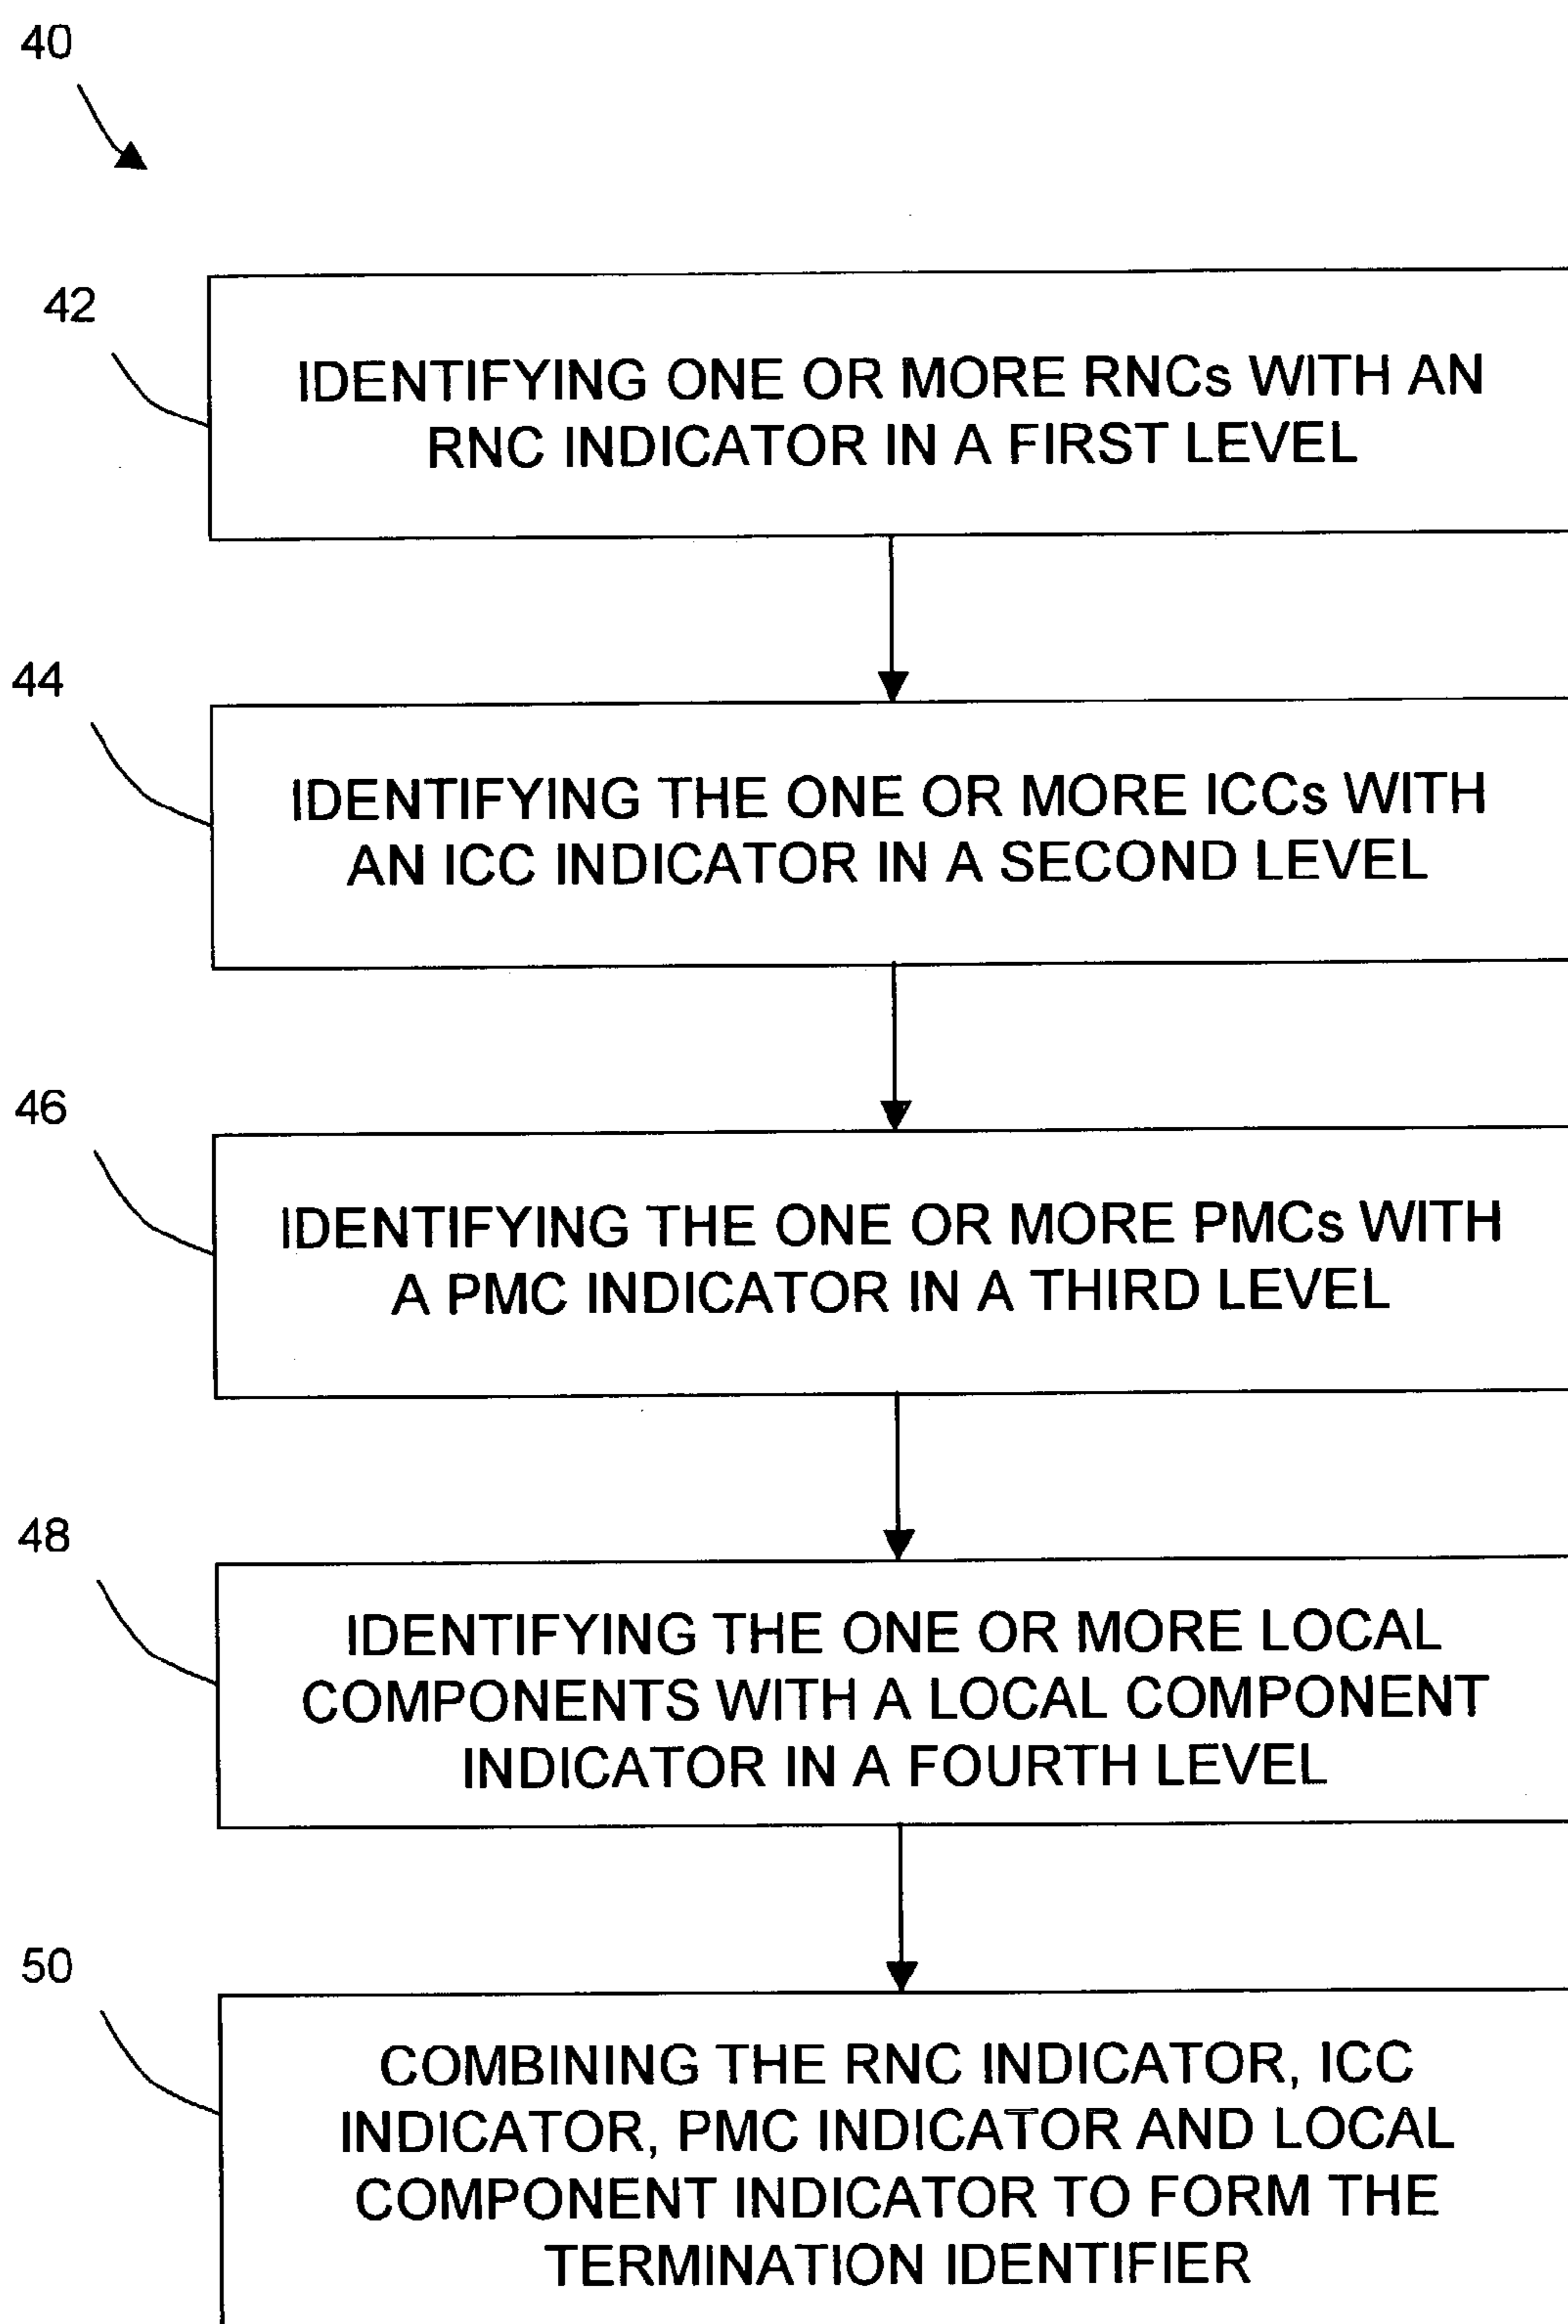 40
42
IDENTIFYING ONE OR MORE RNCs WITH AN
RNC INDICATOR IN A FIRST LEVEL
44
IDENTIFYING THE ONE OR MORE ICCs WITH
AN ICC INDICATOR IN A SECOND LEVEL
46
IDENTIFYING THE ONE OR MORE PMCs WITH
A PMC INDICATOR IN A THIRD LEVEL
48
IDENTIFYING THE ONE OR MORE LOCAL
COMPONENTS WITH A LOCAL COMPONENT
INDICATOR IN A FOURTH LEVEL
50
COMBINING THE RNC INDICATOR, ICC
INDICATOR, PMC INDICATOR AND LOCAL
COMPONENT INDICATOR TO FORM THE
TERMINATION IDENTIFIER